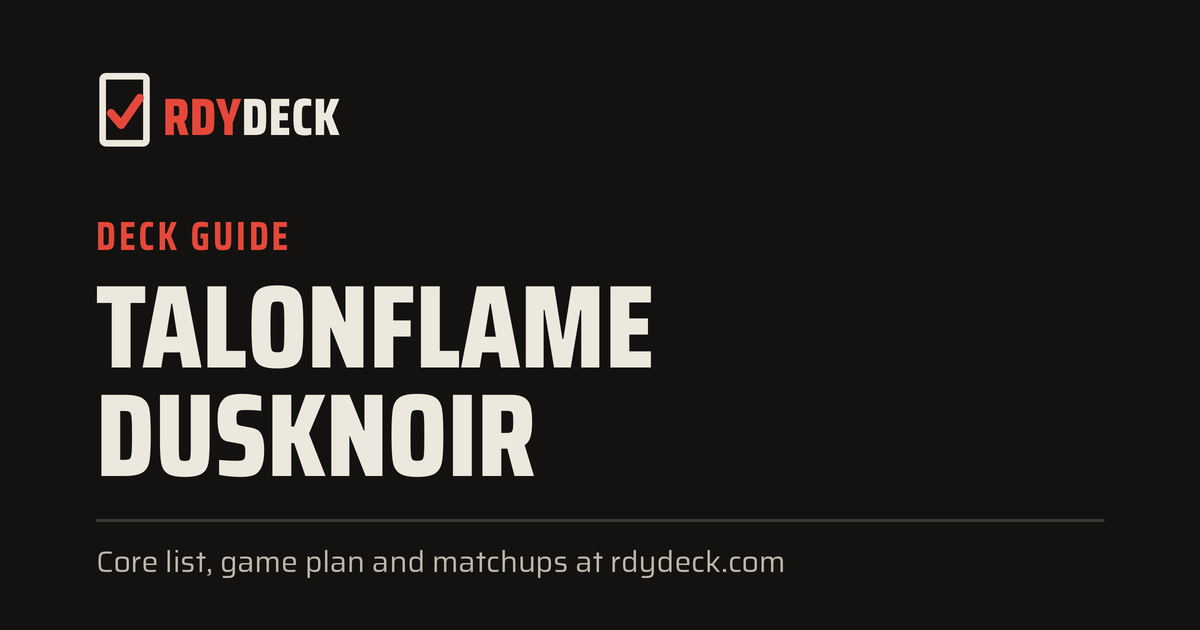 RDYDECK
DECK GUIDE
TALONFLAME
DUSKNOIR
Core list, game plan and matchups at rdydeck.com